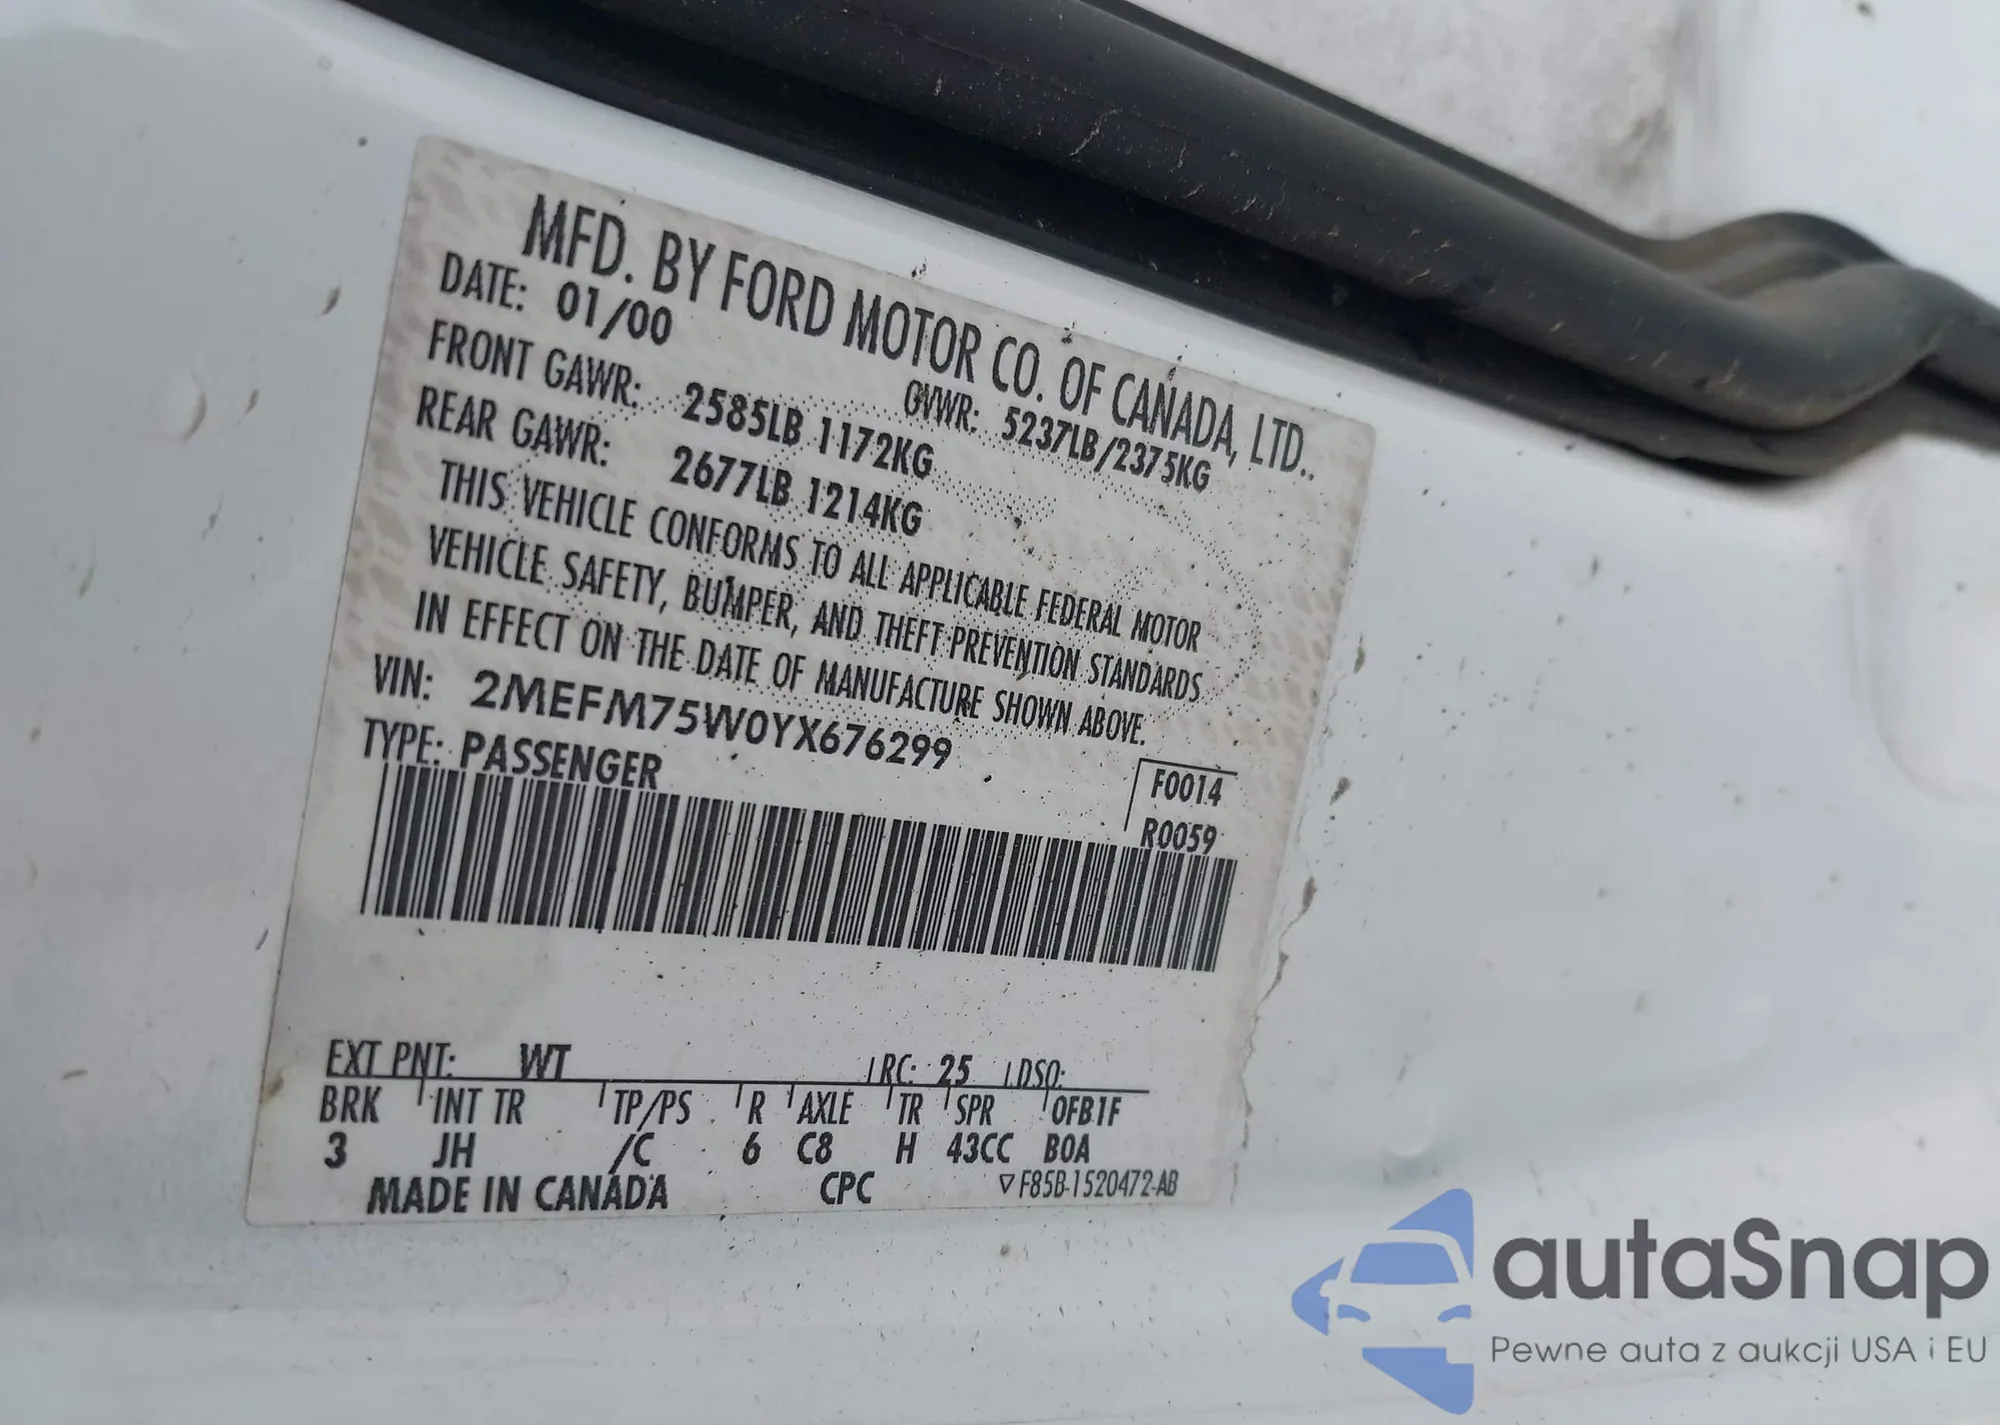 MFD. BY FORD MOTOR CO. OF CANADA, LTD..
DATE: 01/00 GVWR: 5237LB/2375KG
FRONT GAWR: 2585LB 1172KG
REAR GAWR: 2677LB 1214KG
THIS VEHICLE CONFORMS TO ALL APPLICABLE FEDERAL MOTOR
VEHICLE SAFETY, BUMPER, AND THEFT PREVENTION STANDARDS
IN EFFECT ON THE DATE OF MANUFACTURE SHOWN ABOVE.
VIN: 2MEFM75W0YX676299
TYPE: PASSENGER
F0014
R0059
EXT PNT: WT RC: 25 DSO:
BRK INT TR TP/PS R AXLE TR SPR 0FB1F
3 JH /C 6 C8 H 43CC B0A
MADE IN CANADA CPC F85B-1520472-AB
autaSnap
Pewne auta z aukcji USA i EU